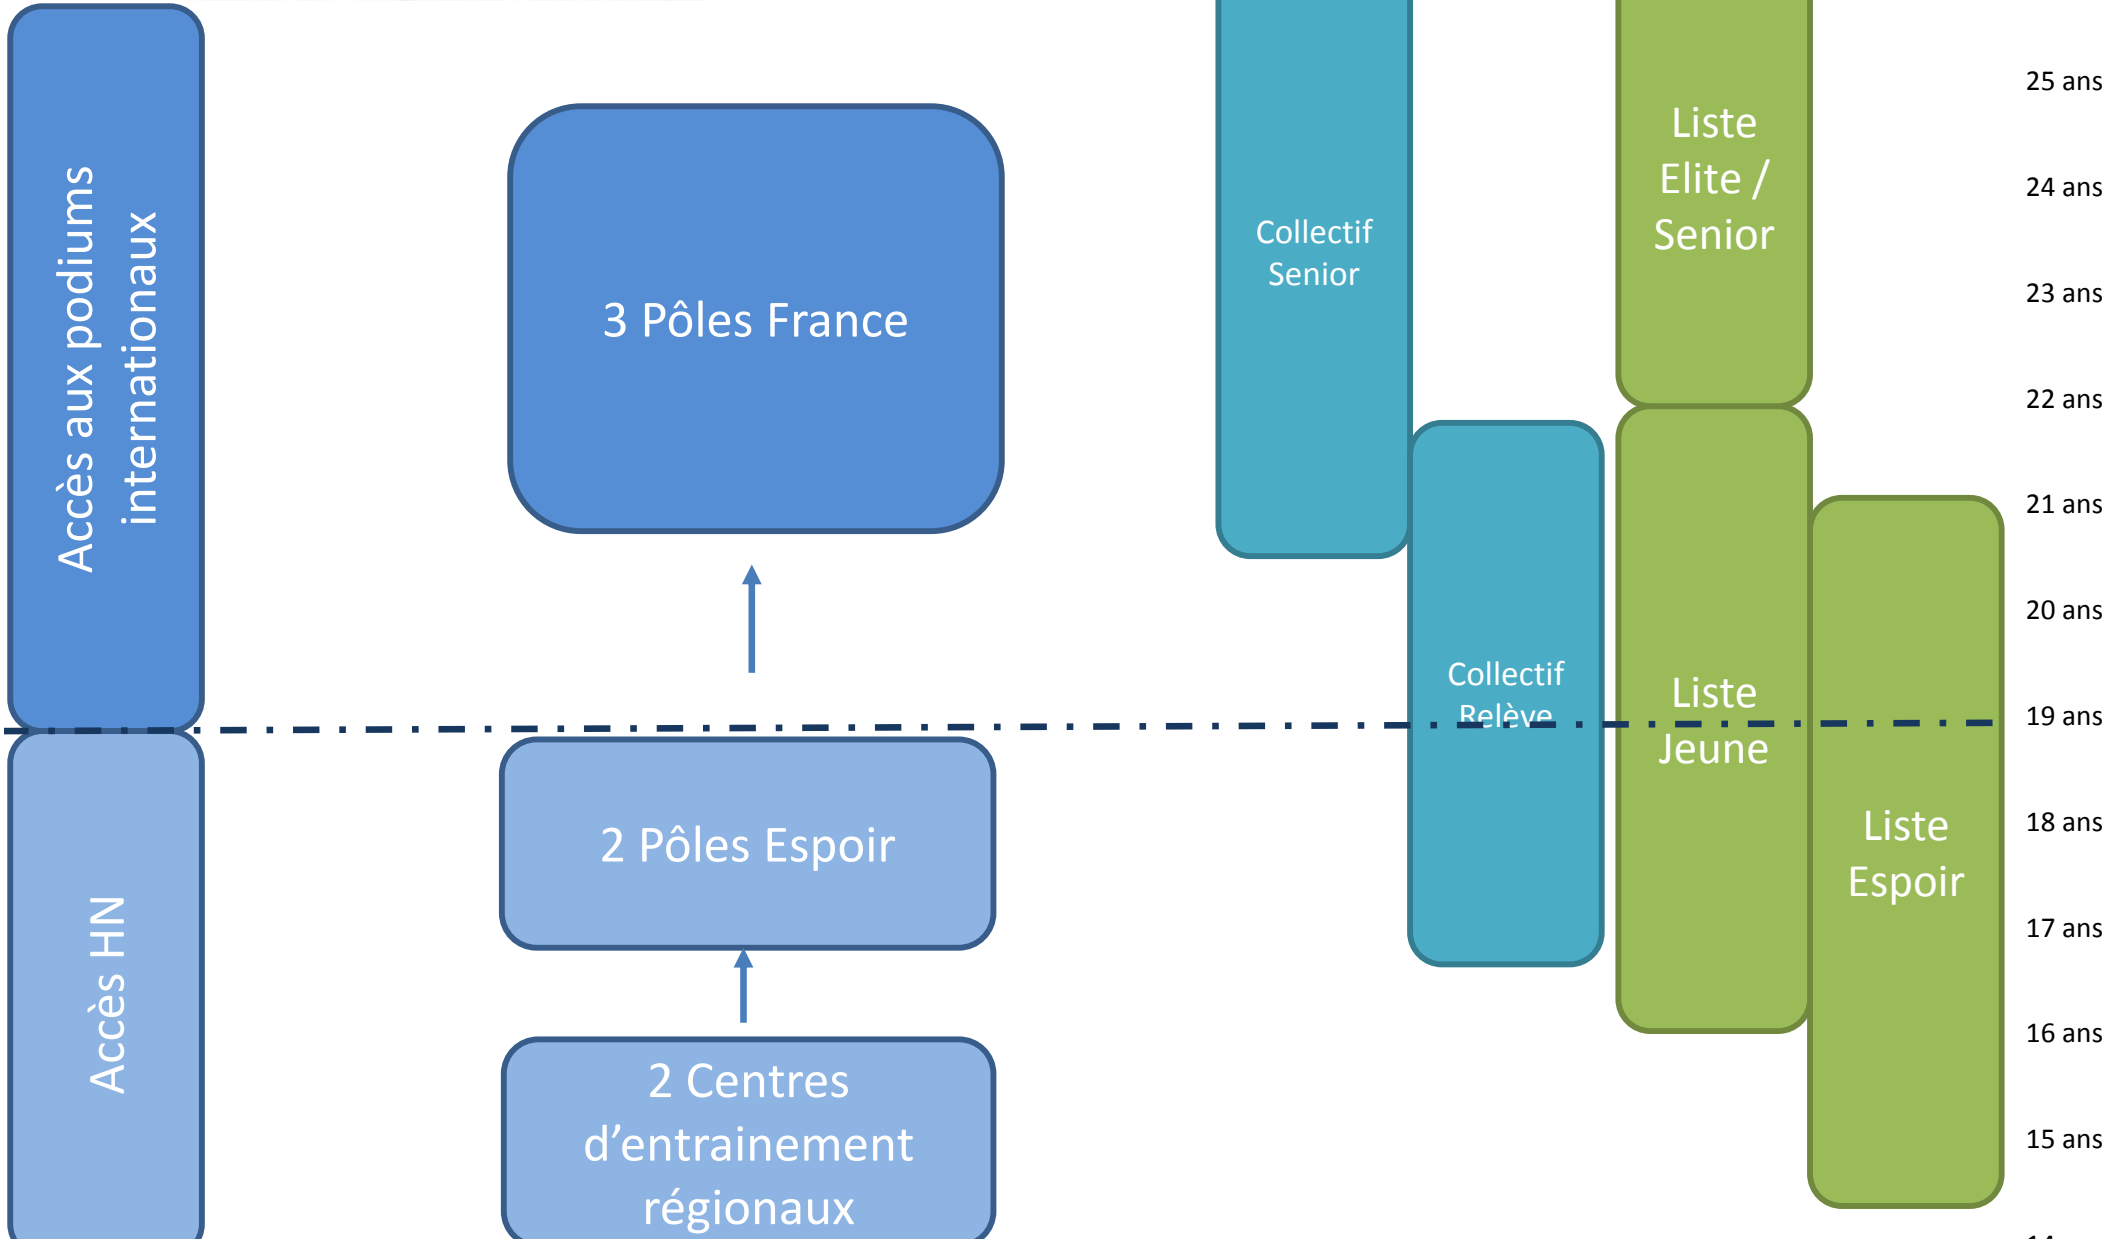 Accès aux podiums
internationaux
Accès HN
3 Pôles France
2 Pôles Espoir
2 Centres
d’entrainement
régionaux
Collectif
Senior
Collectif
Relève
Liste
Elite /
Senior
Liste
Jeune
Liste
Espoir
25 ans
24 ans
23 ans
22 ans
21 ans
20 ans
19 ans
18 ans
17 ans
16 ans
15 ans